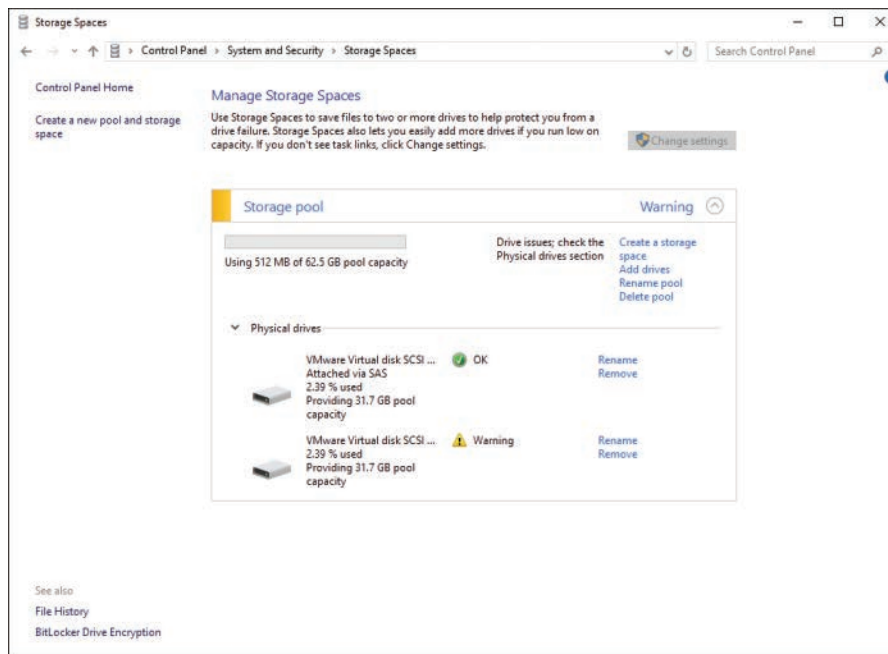 Storage Spaces
Control Panel > System and Security > Storage Spaces
Search Control Panel
Control Panel Home
Create a new pool and storage
space
Manage Storage Spaces
Use Storage Spaces to save files to two or more drives to help protect you from a
drive failure. Storage Spaces also lets you easily add more drives if you run low on
capacity. If you don't see task links, click Change settings.
Change settings
Storage pool
Warning
Using 512 MB of 62.5 GB pool capacity
Drive issues; check the
Physical drives section
Create a storage
space
Add drives
Rename pool
Delete pool
Physical drives
VMware Virtual disk SCSI ...
Attached via SAS
2.39 % used
Providing 31.7 GB pool
capacity
OK
Rename
Remove
VMware Virtual disk SCSI ...
2.39 % used
Providing 31.7 GB pool
capacity
Warning
Rename
Remove
See also
File History
BitLocker Drive Encryption